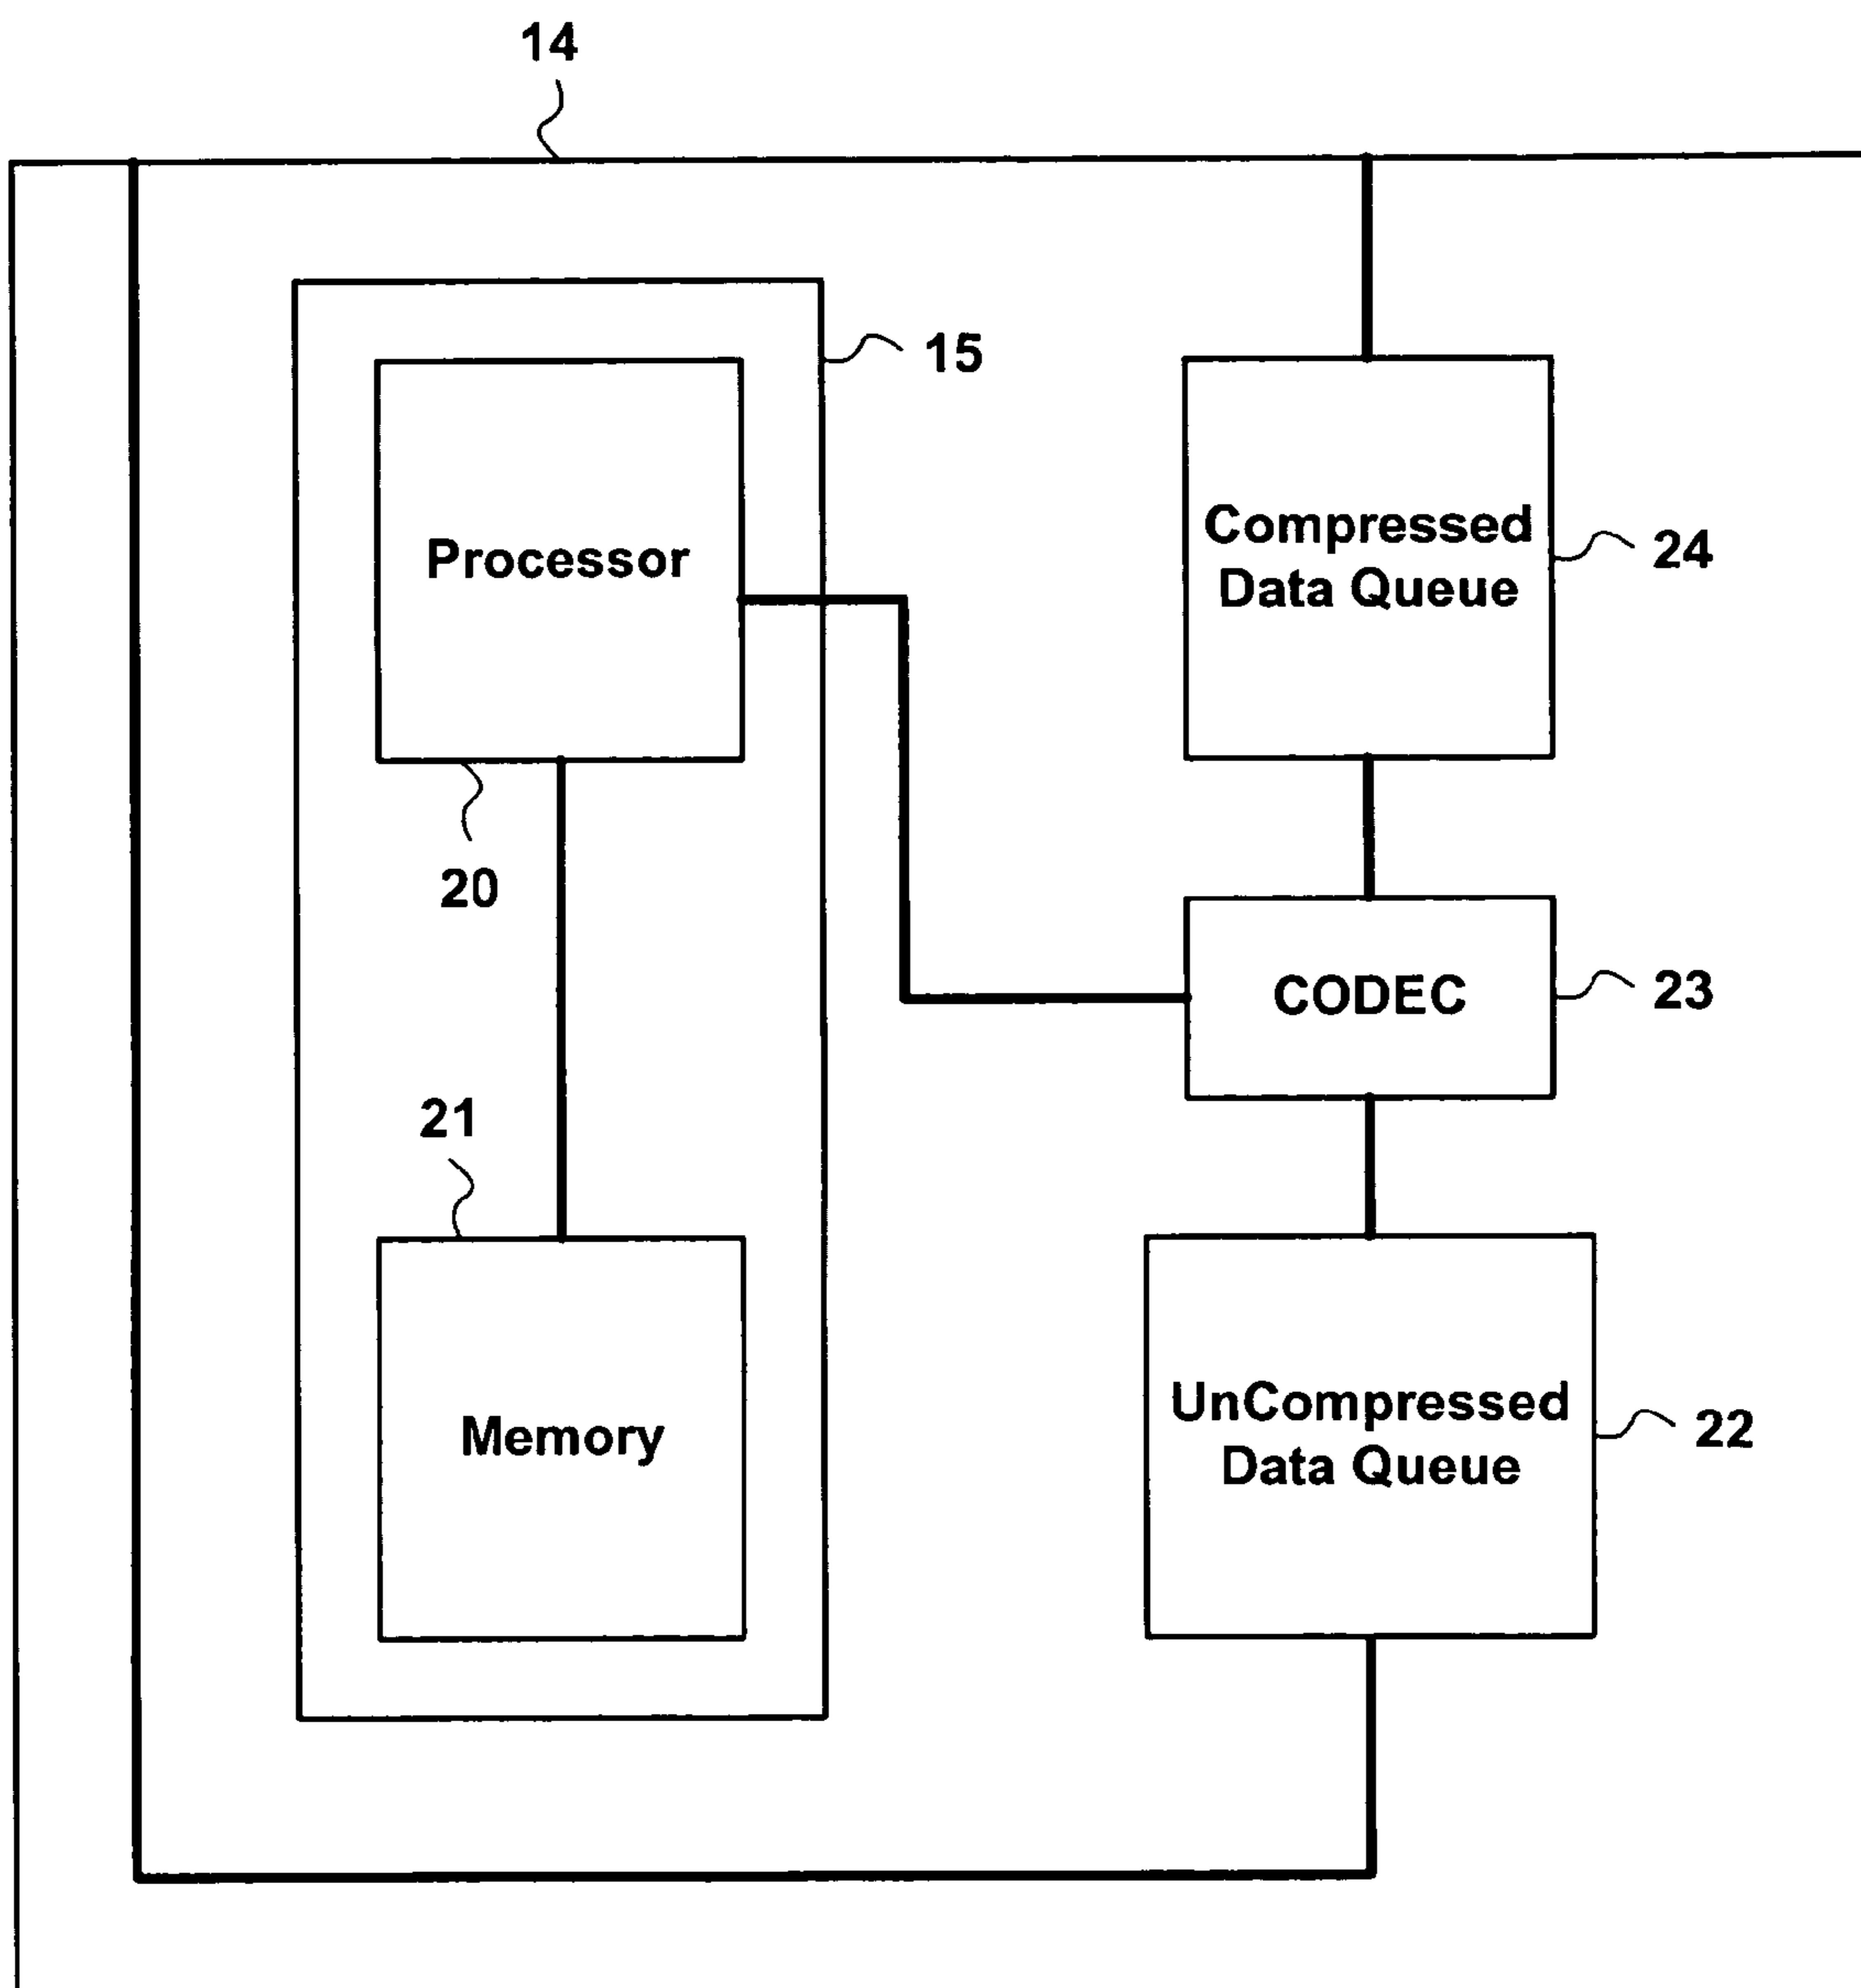 14
15
Processor
Compressed
Data Queue
24
20
CODEC
23
21
Memory
UnCompressed
Data Queue
22